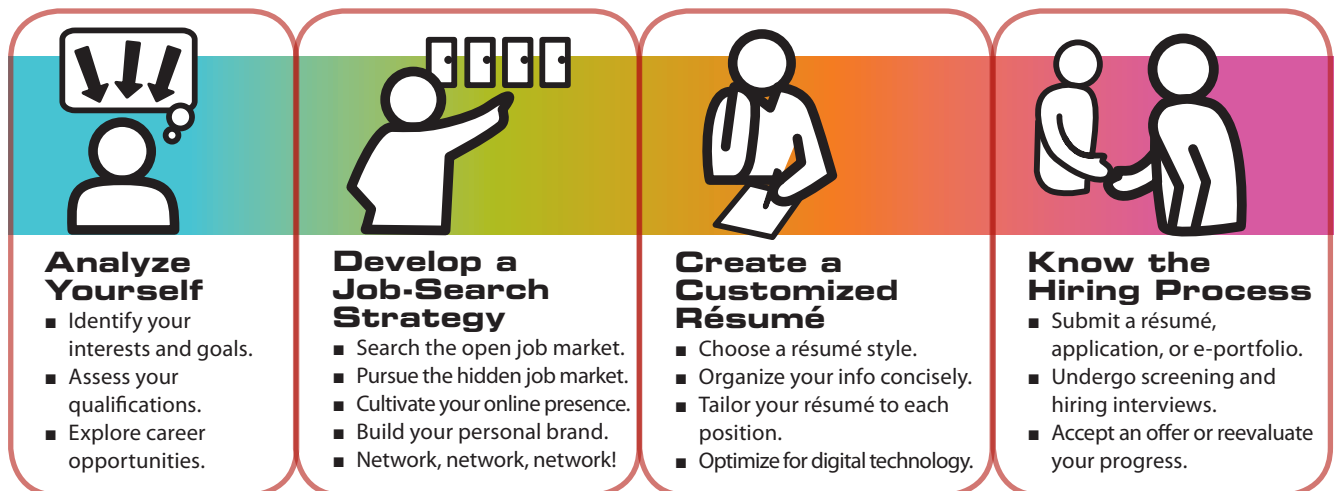 Analyze
Yourself
■ Identify your
interests and goals.
■ Assess your
qualifications.
■ Explore career
opportunities.
Develop a
Job-Search
Strategy
■ Search the open job market.
■ Pursue the hidden job market.
■ Cultivate your online presence.
■ Build your personal brand.
■ Network, network, network!
Create a
Customized
Résumé
■ Choose a résumé style.
■ Organize your info concisely.
■ Tailor your résumé to each
position.
■ Optimize for digital technology.
Know the
Hiring Process
■ Submit a résumé,
application, or e-portfolio.
■ Undergo screening and
hiring interviews.
■ Accept an offer or reevaluate
your progress.